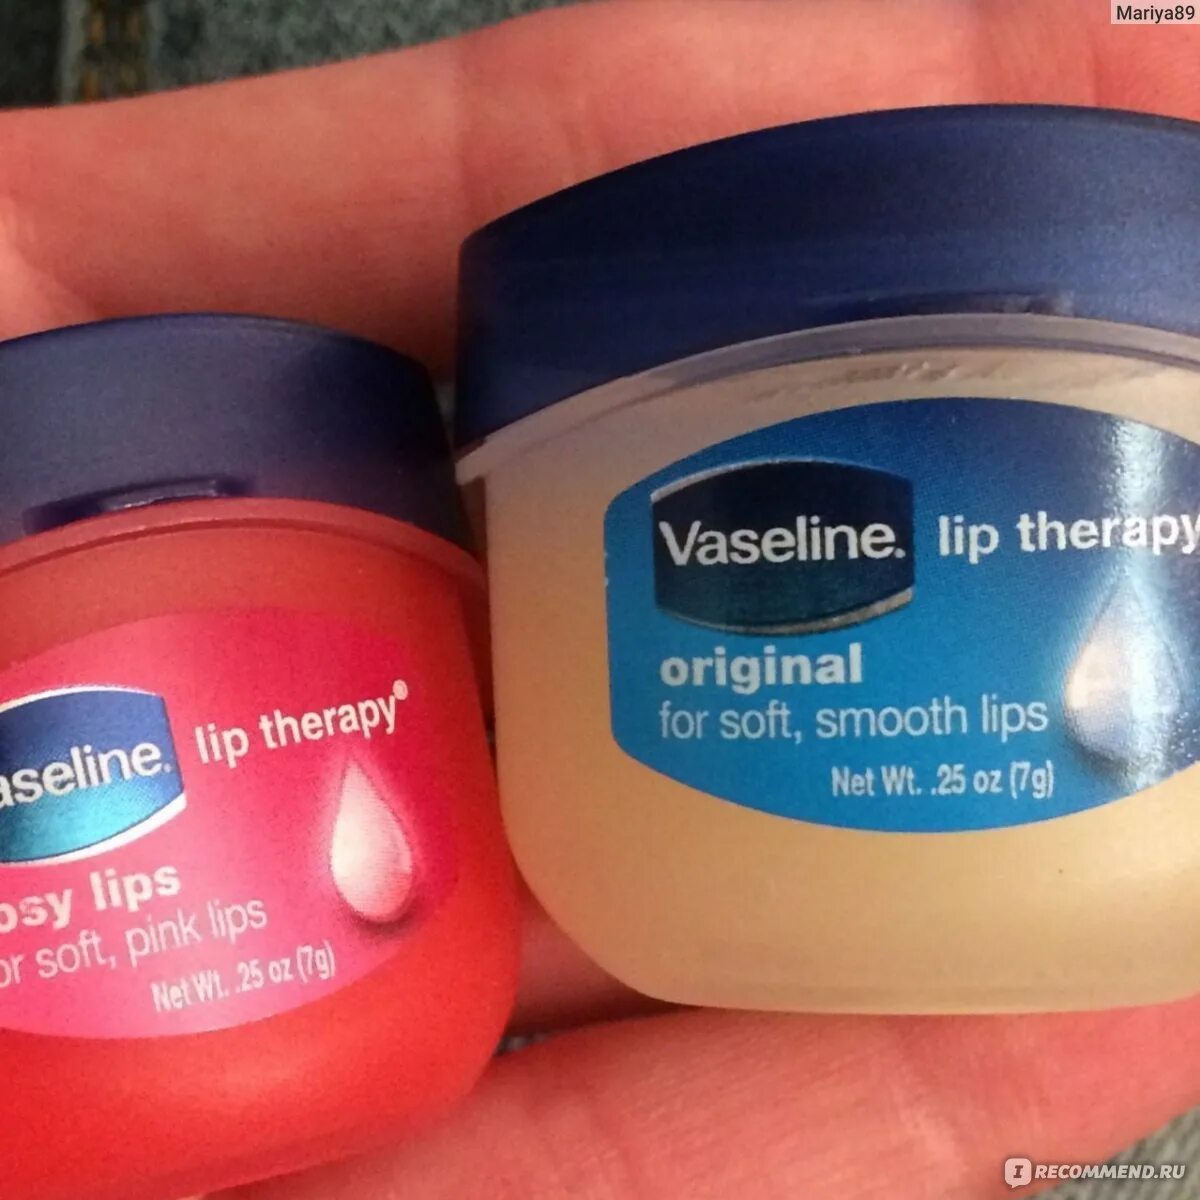 Mariya89
Vaseline. lip therapy
original
for soft, smooth lips
Net Wt. .25 oz (7g)
aseline. lip therapy®
osy lips
or soft, pink lips
Net Wt. .25 oz (7g)
I RECOMMEND.RU